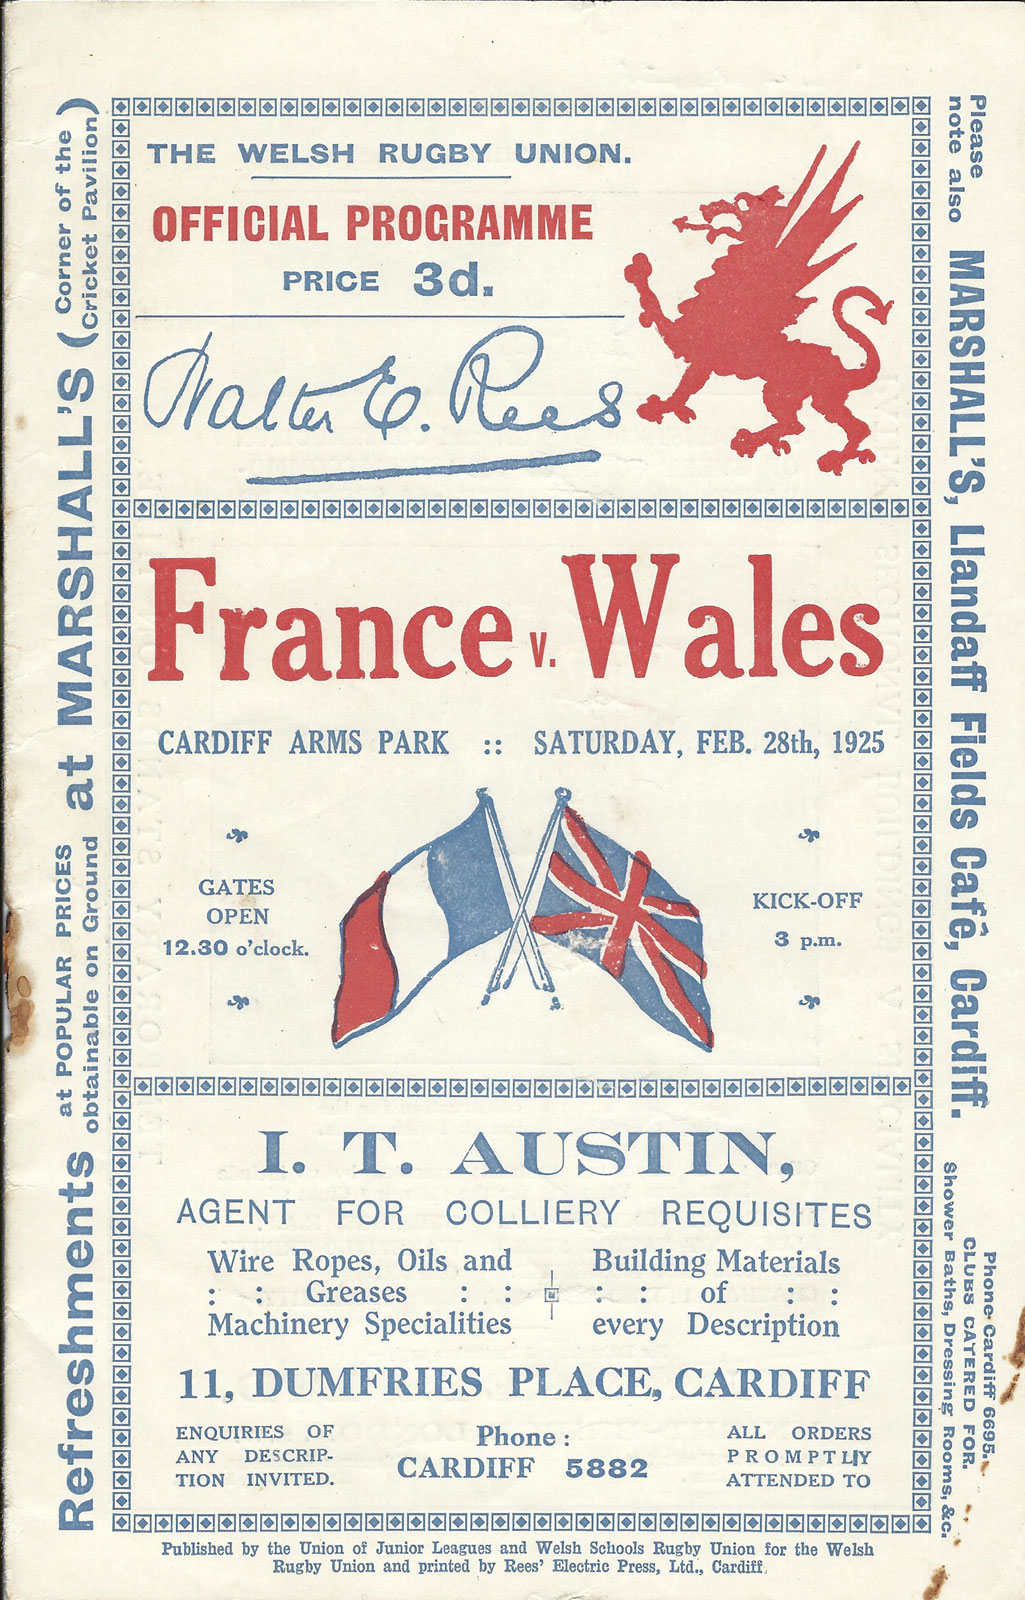 THE WELSH RUGBY UNION.
OFFICIAL PROGRAMME
PRICE 3d.
Walter E. Rees
France v. Wales
CARDIFF ARMS PARK :: SATURDAY, FEB. 28th, 1925
GATES
OPEN
12.30 o'clock.
KICK-OFF
3 p.m.
I. T. AUSTIN,
AGENT FOR COLLIERY REQUISITES
Wire Ropes, Oils and
: : Greases : :
Machinery Specialities
Building Materials
: : of : :
every Description
11, DUMFRIES PLACE, CARDIFF
ENQUIRIES OF
ANY DESCRIP-
TION INVITED.
Phone :
CARDIFF 5882
ALL ORDERS
PROMPTLY
ATTENDED TO
Published by the Union of Junior Leagues and Welsh Schools Rugby Union for the Welsh
Rugby Union and printed by Rees' Electric Press, Ltd., Cardiff.
Refreshments at POPULAR PRICES
obtainable on Ground at MARSHALL'S (Corner of the
Cricket Pavilion)
Please
note also MARSHALL'S, Llandaff Fields Café, Cardiff.
Phone Cardiff 6695.
CLUBS CATERED FOR.
Shower Baths, Dressing Rooms, &c.